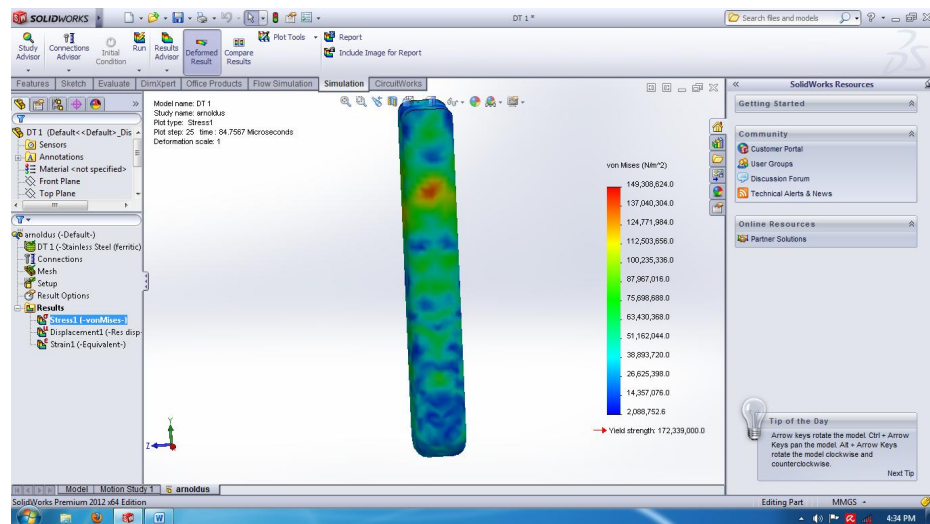 SOLIDWORKS
DT 1 *
Search files and models
Study Advisor
Connections Advisor
Initial Condition
Run
Results Advisor
Deformed Result
Compare Results
Plot Tools
Report
Include Image for Report
Features Sketch Evaluate DimXpert Office Products Flow Simulation Simulation CircuitWorks
DT 1 (Default<<Default>_Dis
Sensors
Annotations
Material <not specified>
Front Plane
Top Plane
arnoldus (-Default-)
DT 1 (-Stainless Steel (ferritic)
Connections
Mesh
Setup
Result Options
Results
Stress1 (-vonMises-)
Displacement1 (-Res disp-
Strain1 (-Equivalent-)
Model name: DT 1
Study name: arnoldus
Plot type: Stress1
Plot step: 25 time : 84.7567 Microseconds
Deformation scale: 1
Y
Z
von Mises (N/m^2)
149,308,624.0
137,040,304.0
124,771,984.0
112,503,656.0
100,235,336.0
87,967,016.0
75,698,688.0
63,430,368.0
51,162,044.0
38,893,720.0
26,625,398.0
14,357,076.0
2,088,752.6
Yield strength: 172,339,000.0
SolidWorks Resources
Getting Started
Community
Customer Portal
User Groups
Discussion Forum
Technical Alerts & News
Online Resources
Partner Solutions
Tip of the Day
Arrow keys rotate the model. Ctrl + Arrow
Keys pan the model. Alt + Arrow Keys
rotate the model clockwise and
counterclockwise.
Next Tip
Model Motion Study 1 arnoldus
SolidWorks Premium 2012 x64 Edition
Editing Part
MMGS
4:34 PM